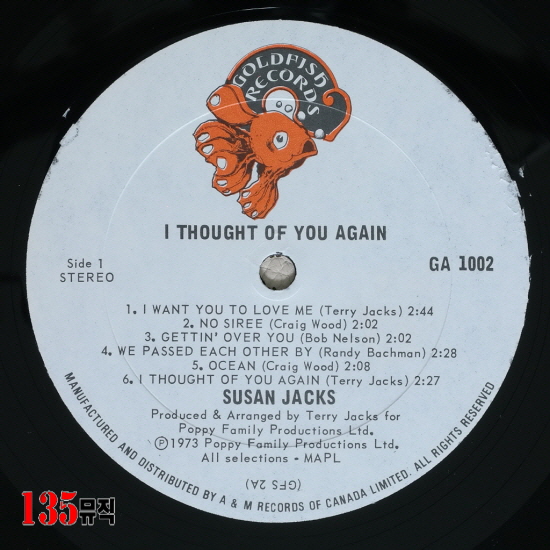 GOLDFISH
RECORDS
I THOUGHT OF YOU AGAIN
Side 1
STEREO
GA 1002
1. I WANT YOU TO LOVE ME (Terry Jacks) 2:44
2. NO SIREE (Craig Wood) 2:02
3. GETTIN' OVER YOU (Bob Nelson) 2:02
4. WE PASSED EACH OTHER BY (Randy Bachman) 2:28
5. OCEAN (Craig Wood) 2:08
6. I THOUGHT OF YOU AGAIN (Terry Jacks) 2:27
SUSAN JACKS
Produced & Arranged by Terry Jacks for
Poppy Family Productions Ltd.
Ⓟ1973 Poppy Family Productions Ltd.
All selections - MAPL
(GFS 2A)
MANUFACTURED AND DISTRIBUTED BY A & M RECORDS OF CANADA LIMITED. ALL RIGHTS RESERVED
135뮤직